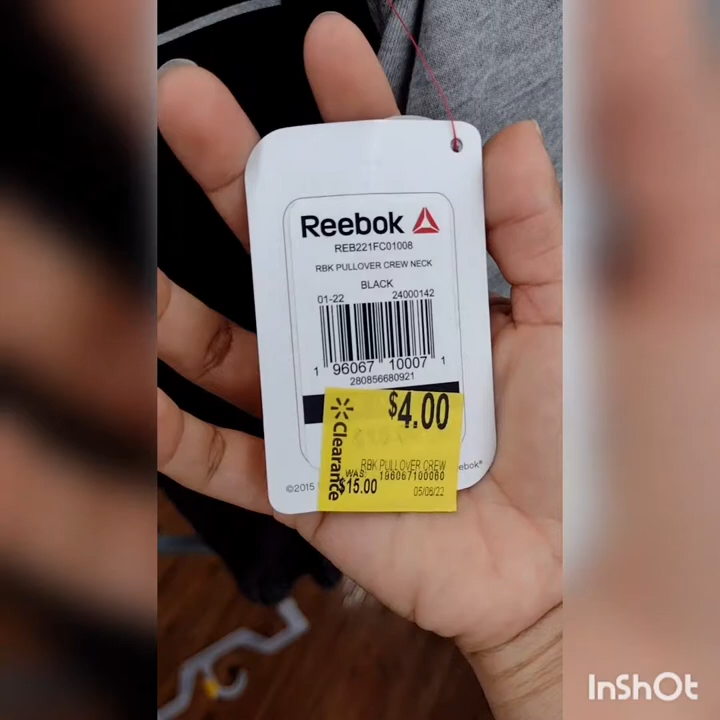 Reebok
REB221FC01008
RBK PULLOVER CREW NECK
BLACK
01-22 24000142
1 96067 10007 1
280856680921
$4.00
Clearance
RBK PULLOVER CREW
WAS: 196067100060
$15.00 05/06/22
©2015 ebok®
InShOt